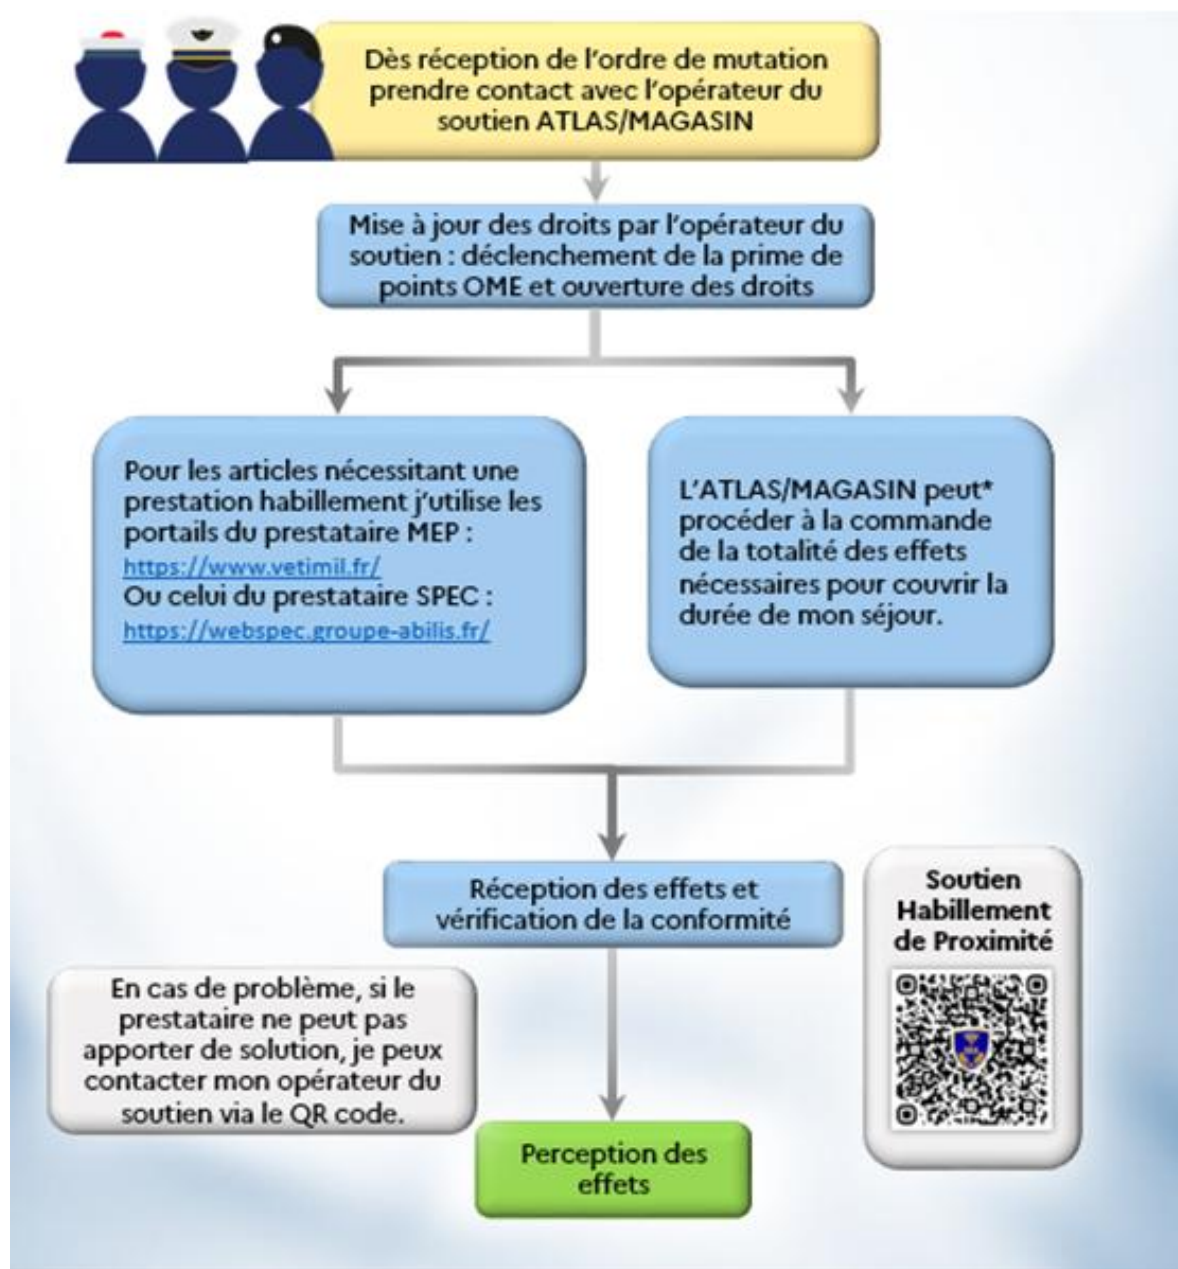 Dès réception de l'ordre de mutation
prendre contact avec l'opérateur du
soutien ATLAS/MAGASIN
Mise à jour des droits par l'opérateur du
soutien : déclenchement de la prime de
points OME et ouverture des droits
Pour les articles nécessitant une
prestation habillement j'utilise les
portails du prestataire MEP :
https://www.vetimil.fr/
Ou celui du prestataire SPEC :
https://webspec.groupe-abilis.fr/
L'ATLAS/MAGASIN peut*
procéder à la commande
de la totalité des effets
nécessaires pour couvrir la
durée de mon séjour.
Réception des effets et
vérification de la conformité
Soutien
Habillement
de Proximité
En cas de problème, si le
prestataire ne peut pas
apporter de solution, je peux
contacter mon opérateur du
soutien via le QR code.
Perception des
effets